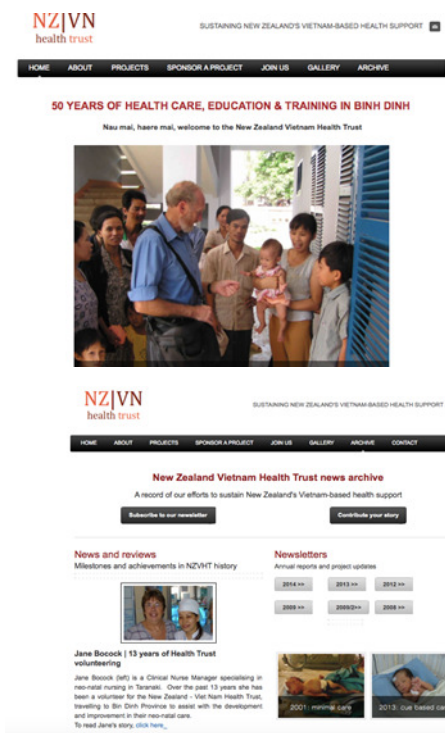 NZ|VN
health trust
SUSTAINING NEW ZEALAND'S VIETNAM-BASED HEALTH SUPPORT
HOME ABOUT PROJECTS SPONSOR A PROJECT JOIN US GALLERY ARCHIVE
50 YEARS OF HEALTH CARE, EDUCATION & TRAINING IN BINH DINH
Nau mai, haere mai, welcome to the New Zealand Vietnam Health Trust
NZ|VN
health trust
SUSTAINING NEW ZEALAND'S VIETNAM-BASED HEALTH SUPPORT
HOME ABOUT PROJECTS SPONSOR A PROJECT JOIN US GALLERY ARCHIVE CONTACT
New Zealand Vietnam Health Trust news archive
A record of our efforts to sustain New Zealand's Vietnam-based health support
Subscribe to our newsletter
Contribute your story
News and reviews
Milestones and achievements in NZVHT history
Jane Bocock | 13 years of Health Trust
volunteering
Jane Bocock (left) is a Clinical Nurse Manager specialising in
neo-natal nursing in Taranaki. Over the past 13 years she has
been a volunteer for the New Zealand - Viet Nam Health Trust,
travelling to Bin Dinh Province to assist with the development
and improvement in their neo-natal care.
To read Jane's story, click here_
Newsletters
Annual reports and project updates
2014 >> 2013 >> 2012 >>
2009 >> 2009/2>> 2008 >>
2001: minimal care
2013: cue based ca